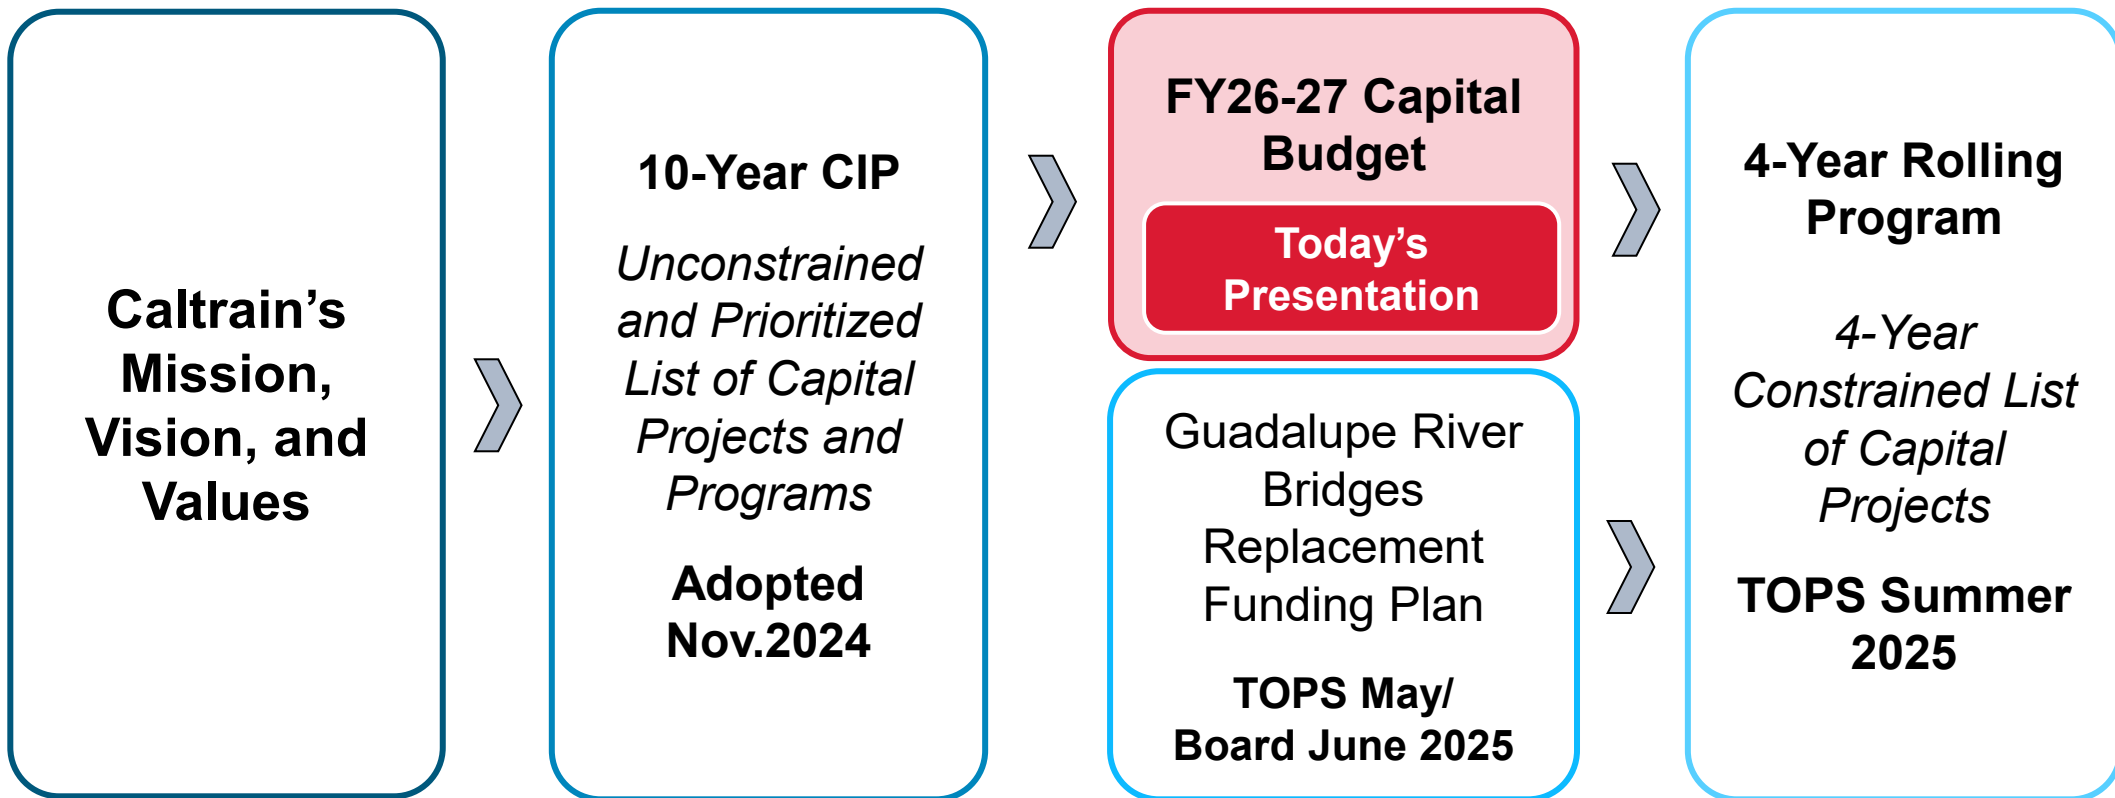 Caltrain’s
Mission,
Vision, and
Values
10-Year CIP
Unconstrained
and Prioritized
List of Capital
Projects and
Programs
Adopted
Nov.2024
FY26-27 Capital
Budget
Today’s
Presentation
Guadalupe River
Bridges
Replacement
Funding Plan
TOPS May/
Board June 2025
4-Year Rolling
Program
4-Year
Constrained List
of Capital
Projects
TOPS Summer
2025